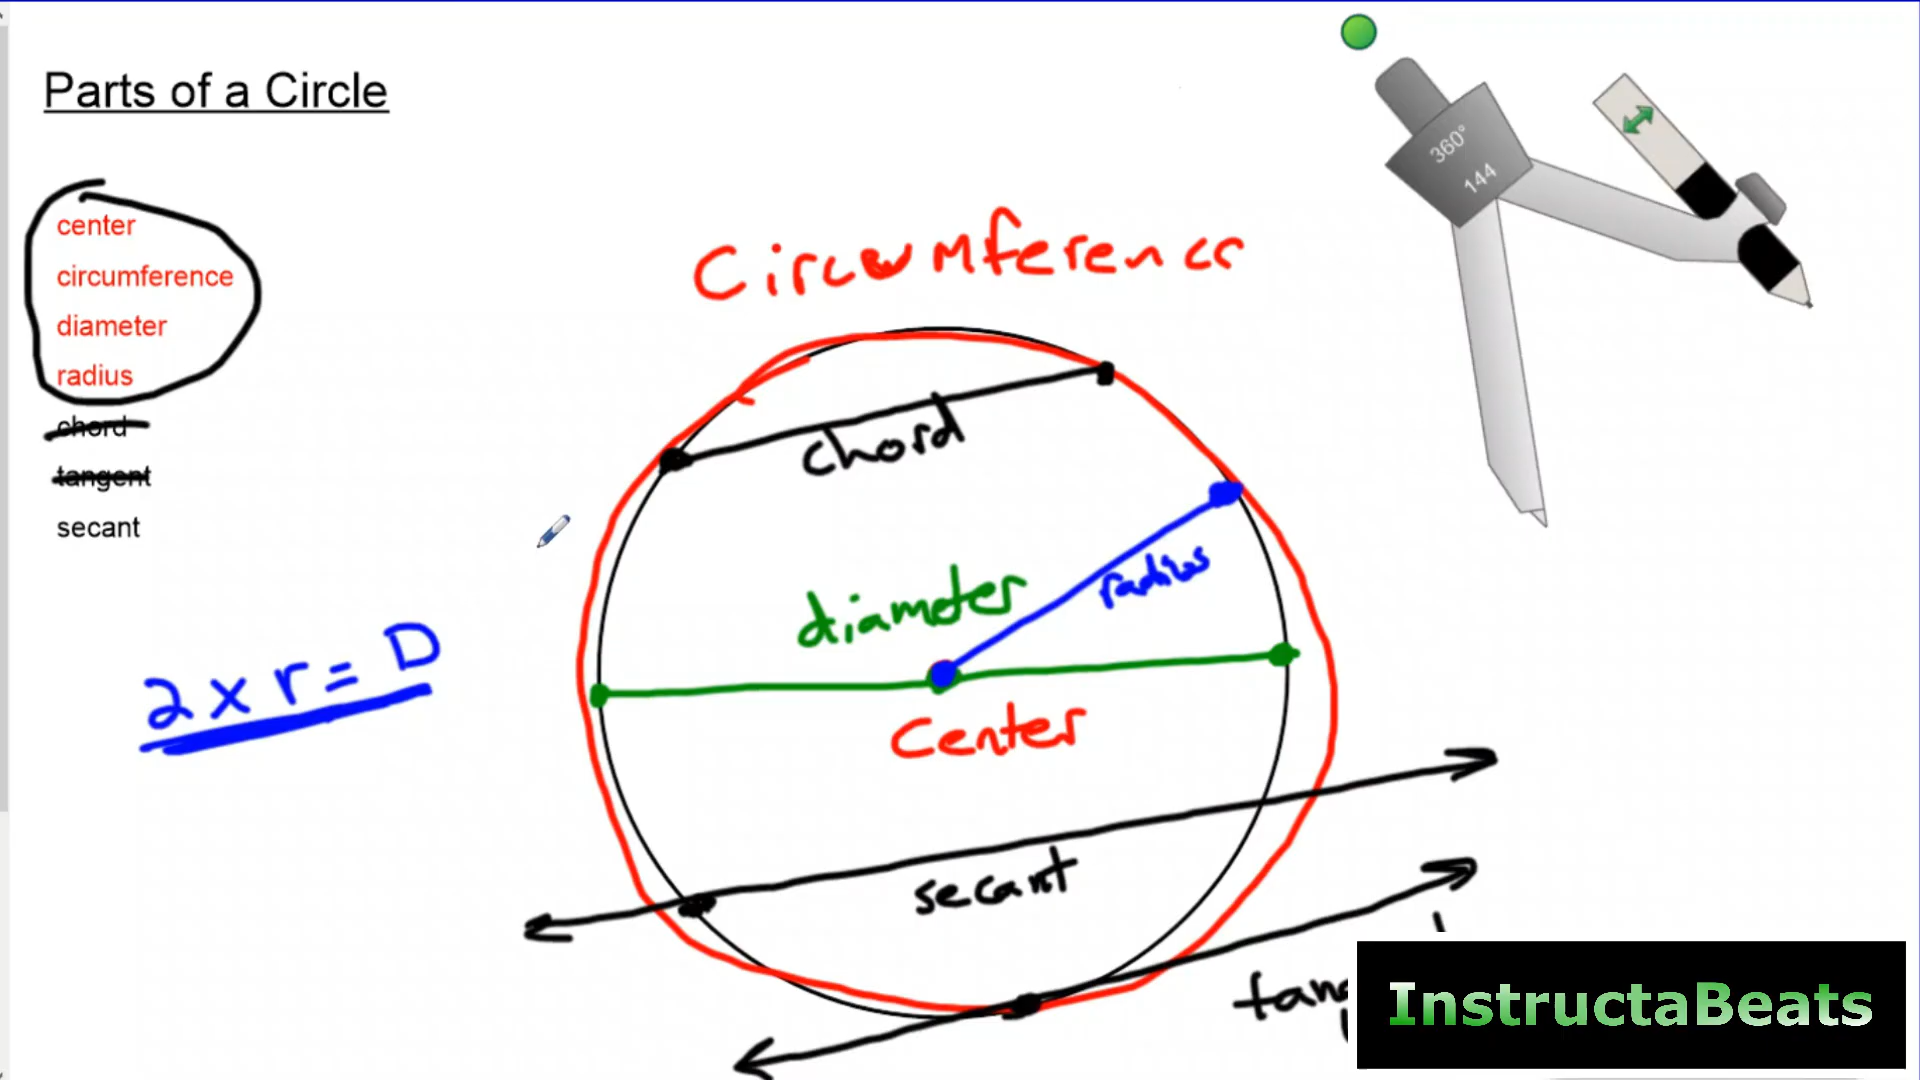 Parts of a Circle
360°
144
center
circumference
diameter
radius
chord
tangent
secant
Circumference
chord
radius
diameter
2 x r = D
Center
secant
InstructaBeats